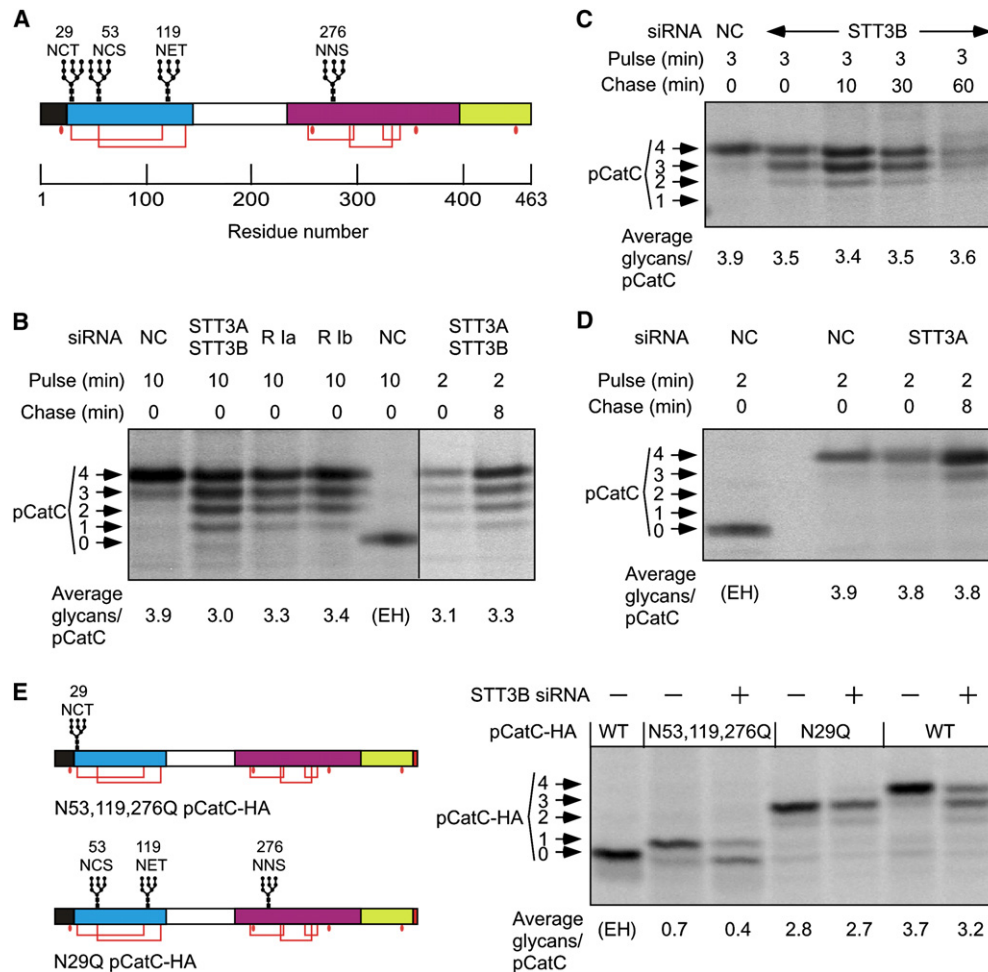 A
29 53 119 276
NCT NCS NET NNS
1 100 200 300 400 463
Residue number
B
siRNA NC STT3A STT3B R Ia R Ib NC STT3A STT3B
Pulse (min) 10 10 10 10 10 2 2
Chase (min) 0 0 0 0 0 0 8
pCatC
4
3
2
1
0
Average glycans/ pCatC 3.9 3.0 3.3 3.4 (EH) 3.1 3.3
C
siRNA NC STT3B
Pulse (min) 3 3 3 3 3
Chase (min) 0 0 10 30 60
pCatC
4
3
2
1
Average glycans/ pCatC 3.9 3.5 3.4 3.5 3.6
D
siRNA NC NC STT3A
Pulse (min) 2 2 2 2
Chase (min) 0 0 0 8
pCatC
4
3
2
1
0
Average glycans/ pCatC (EH) 3.9 3.8 3.8
E
29
NCT
N53,119,276Q pCatC-HA
53 119 276
NCS NET NNS
N29Q pCatC-HA
STT3B siRNA − − + − + − +
pCatC-HA WT N53,119,276Q N29Q WT
pCatC-HA
4
3
2
1
0
Average glycans/ pCatC (EH) 0.7 0.4 2.8 2.7 3.7 3.2